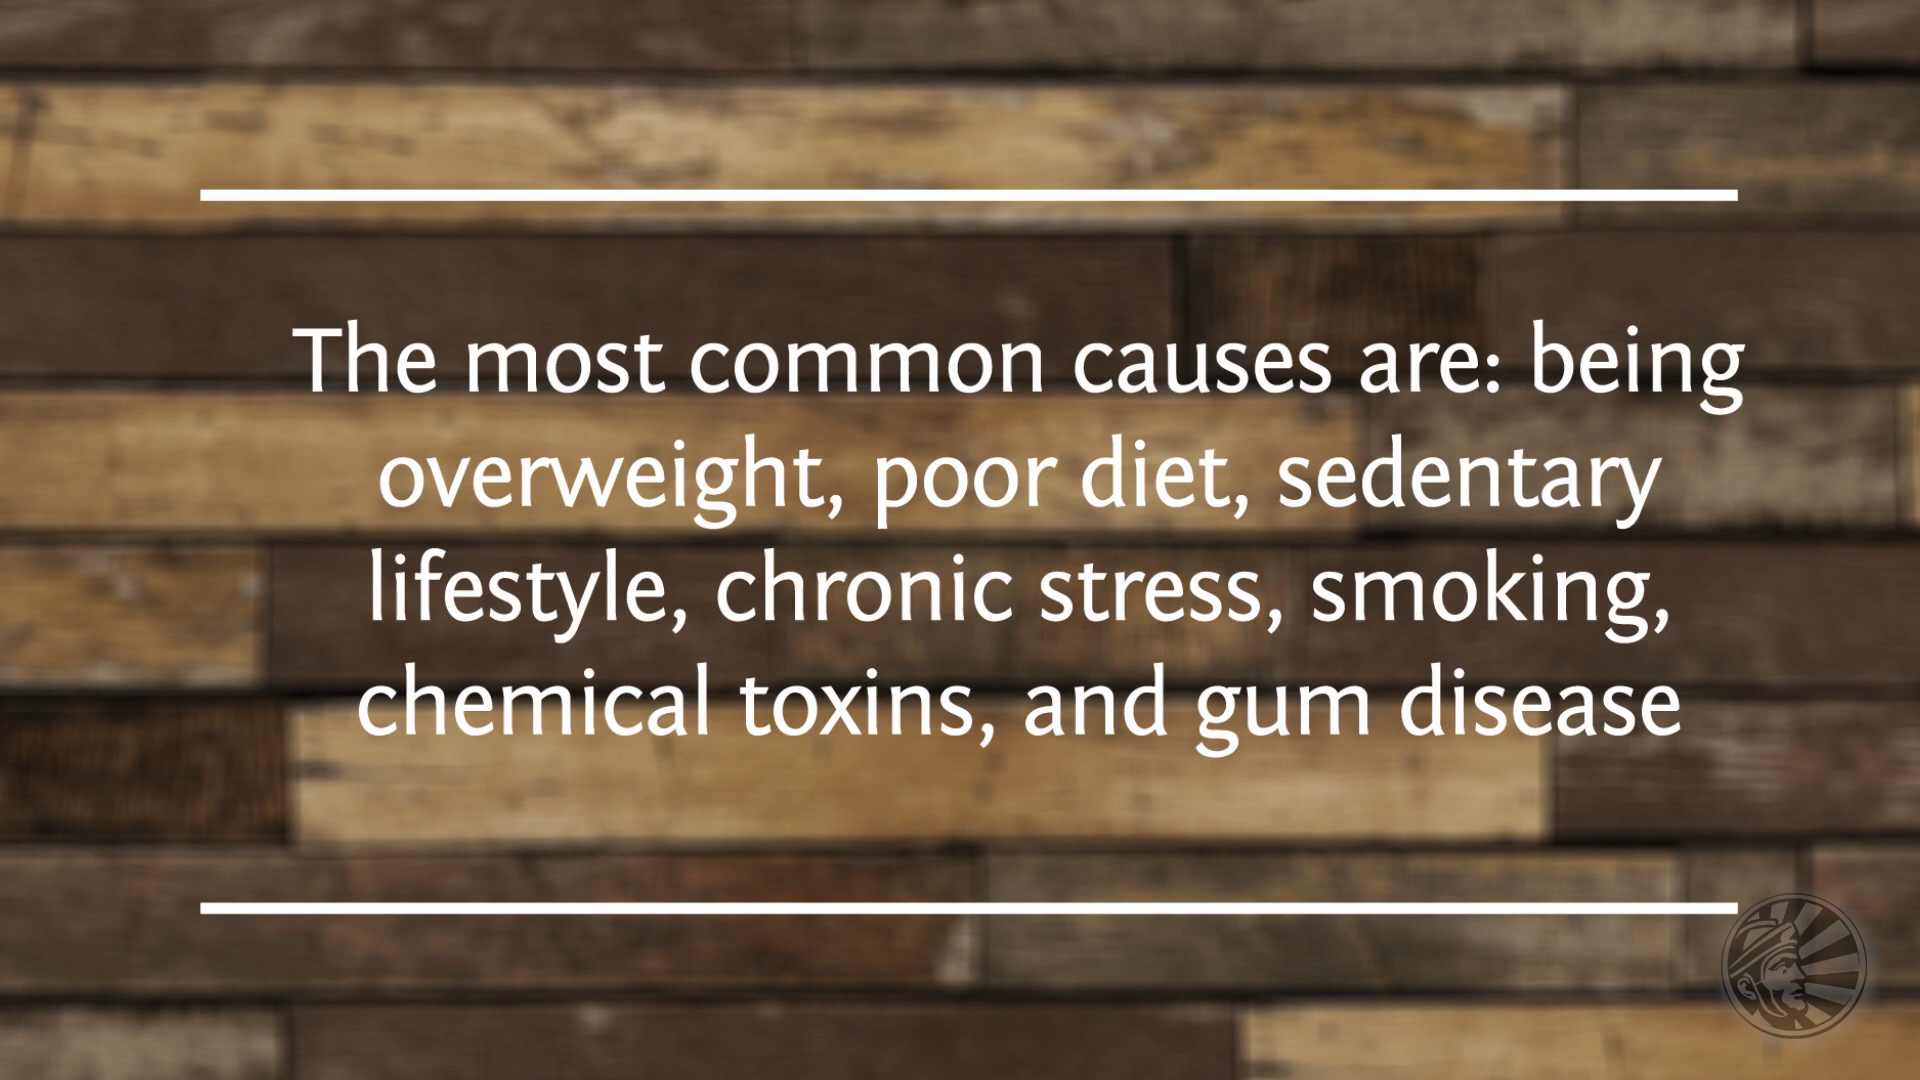 The most common causes are: being
overweight, poor diet, sedentary
lifestyle, chronic stress, smoking,
chemical toxins, and gum disease